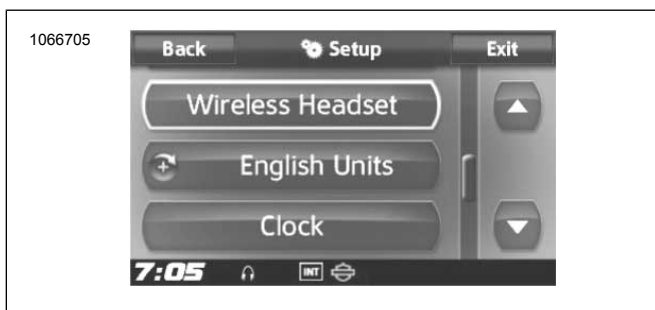 1066705
Back Setup Exit
Wireless Headset
English Units
Clock
7:05 INT